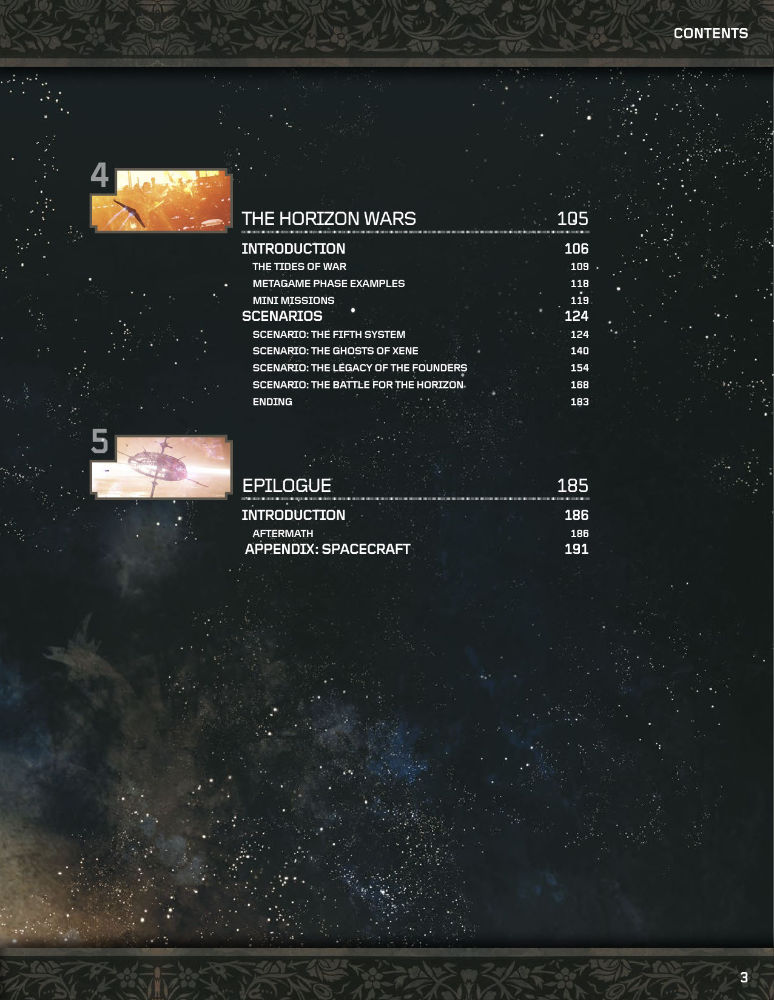 CONTENTS
4
THE HORIZON WARS 105
INTRODUCTION 106
THE TIDES OF WAR 109
METAGAME PHASE EXAMPLES 118
MINI MISSIONS 119
SCENARIOS 124
SCENARIO: THE FIFTH SYSTEM 124
SCENARIO: THE GHOSTS OF XENE 140
SCENARIO: THE LEGACY OF THE FOUNDERS 154
SCENARIO: THE BATTLE FOR THE HORIZON 168
ENDING 183
5
EPILOGUE 185
INTRODUCTION 186
AFTERMATH 186
APPENDIX: SPACECRAFT 191
3